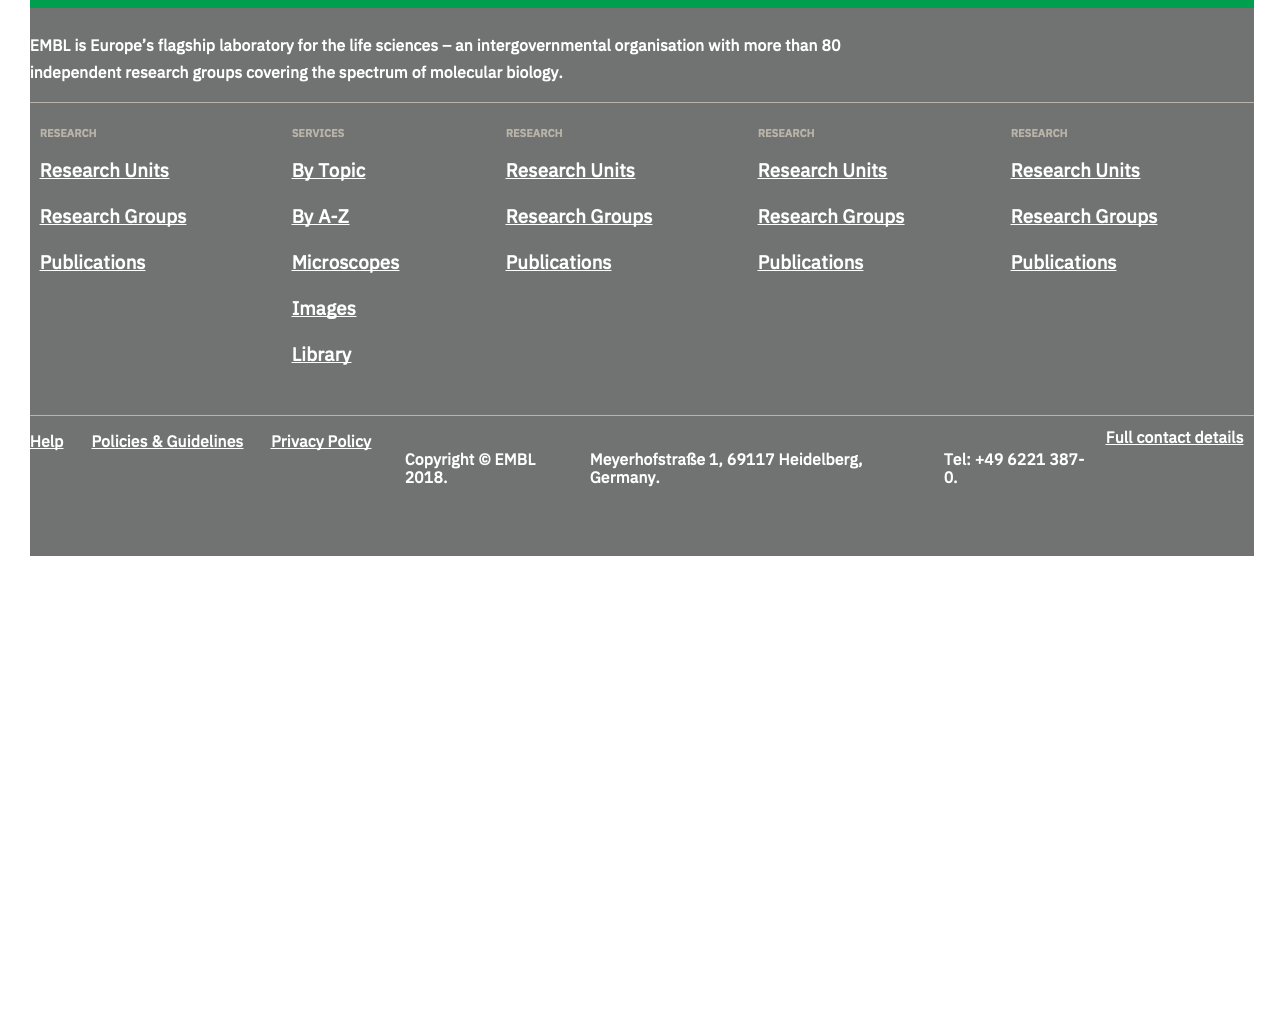 EMBL is Europe’s flagship laboratory for the life sciences – an intergovernmental organisation with more than 80
independent research groups covering the spectrum of molecular biology.
RESEARCH
Research Units
Research Groups
Publications
SERVICES
By Topic
By A-Z
Microscopes
Images
Library
RESEARCH
Research Units
Research Groups
Publications
RESEARCH
Research Units
Research Groups
Publications
RESEARCH
Research Units
Research Groups
Publications
Help
Policies & Guidelines
Privacy Policy
Copyright © EMBL
2018.
Meyerhofstraße 1, 69117 Heidelberg,
Germany.
Tel: +49 6221 387-
0.
Full contact details